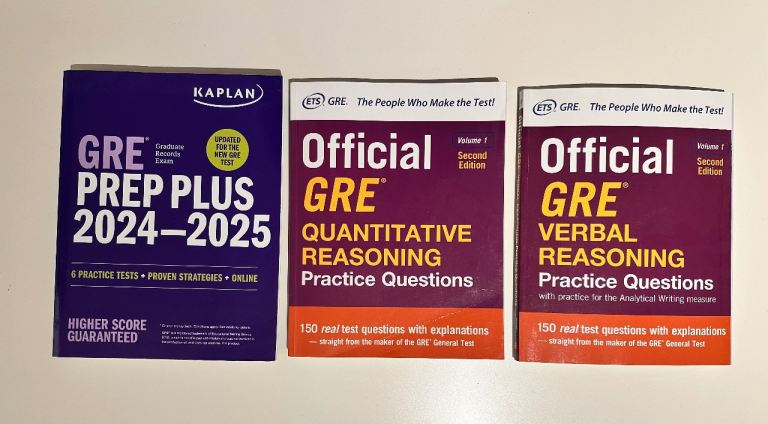 KAPLAN
GRE®
Graduate
Records
Exam
UPDATED
FOR THE
NEW GRE
TEST
PREP PLUS
2024–2025
6 PRACTICE TESTS + PROVEN STRATEGIES + ONLINE
HIGHER SCORE
GUARANTEED
ETS GRE. The People Who Make the Test!
Official
Volume 1
Second
Edition
GRE®
QUANTITATIVE
REASONING
Practice Questions
150 real test questions with explanations
— straight from the maker of the GRE® General Test
ETS GRE. The People Who Make the Test!
Official
Volume 1
Second
Edition
GRE®
VERBAL
REASONING
Practice Questions
with practice for the Analytical Writing measure
150 real test questions with explanations
— straight from the maker of the GRE® General Test